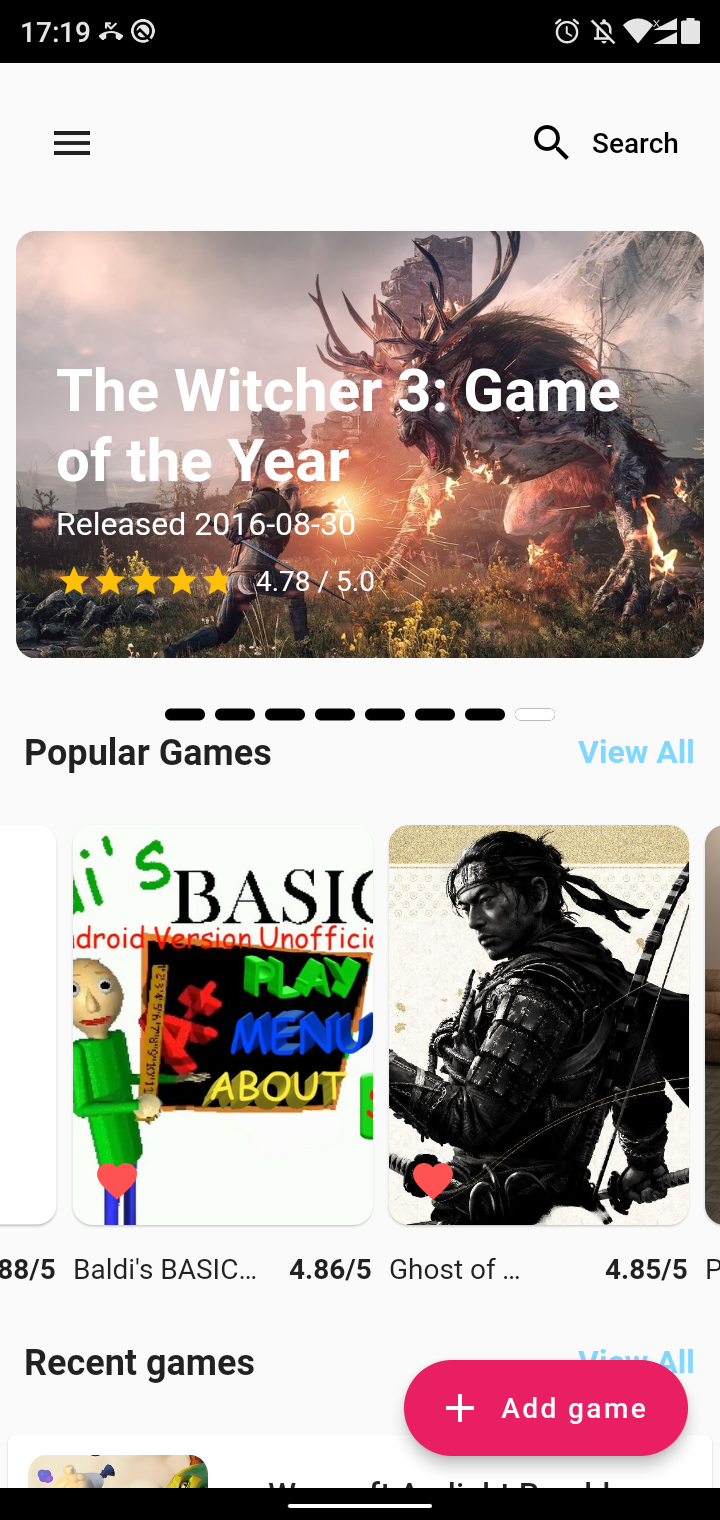 17:19
Search
The Witcher 3: Game
of the Year
Released 2016-08-30
4.78 / 5.0
Popular Games
View All
di's
BASIC
ndroid Version Unofficia
PLAY
MENU
ABOUT
88/5
Baldi's BASIC...
4.86/5
Ghost of ...
4.85/5
P
Recent games
View All
Add game